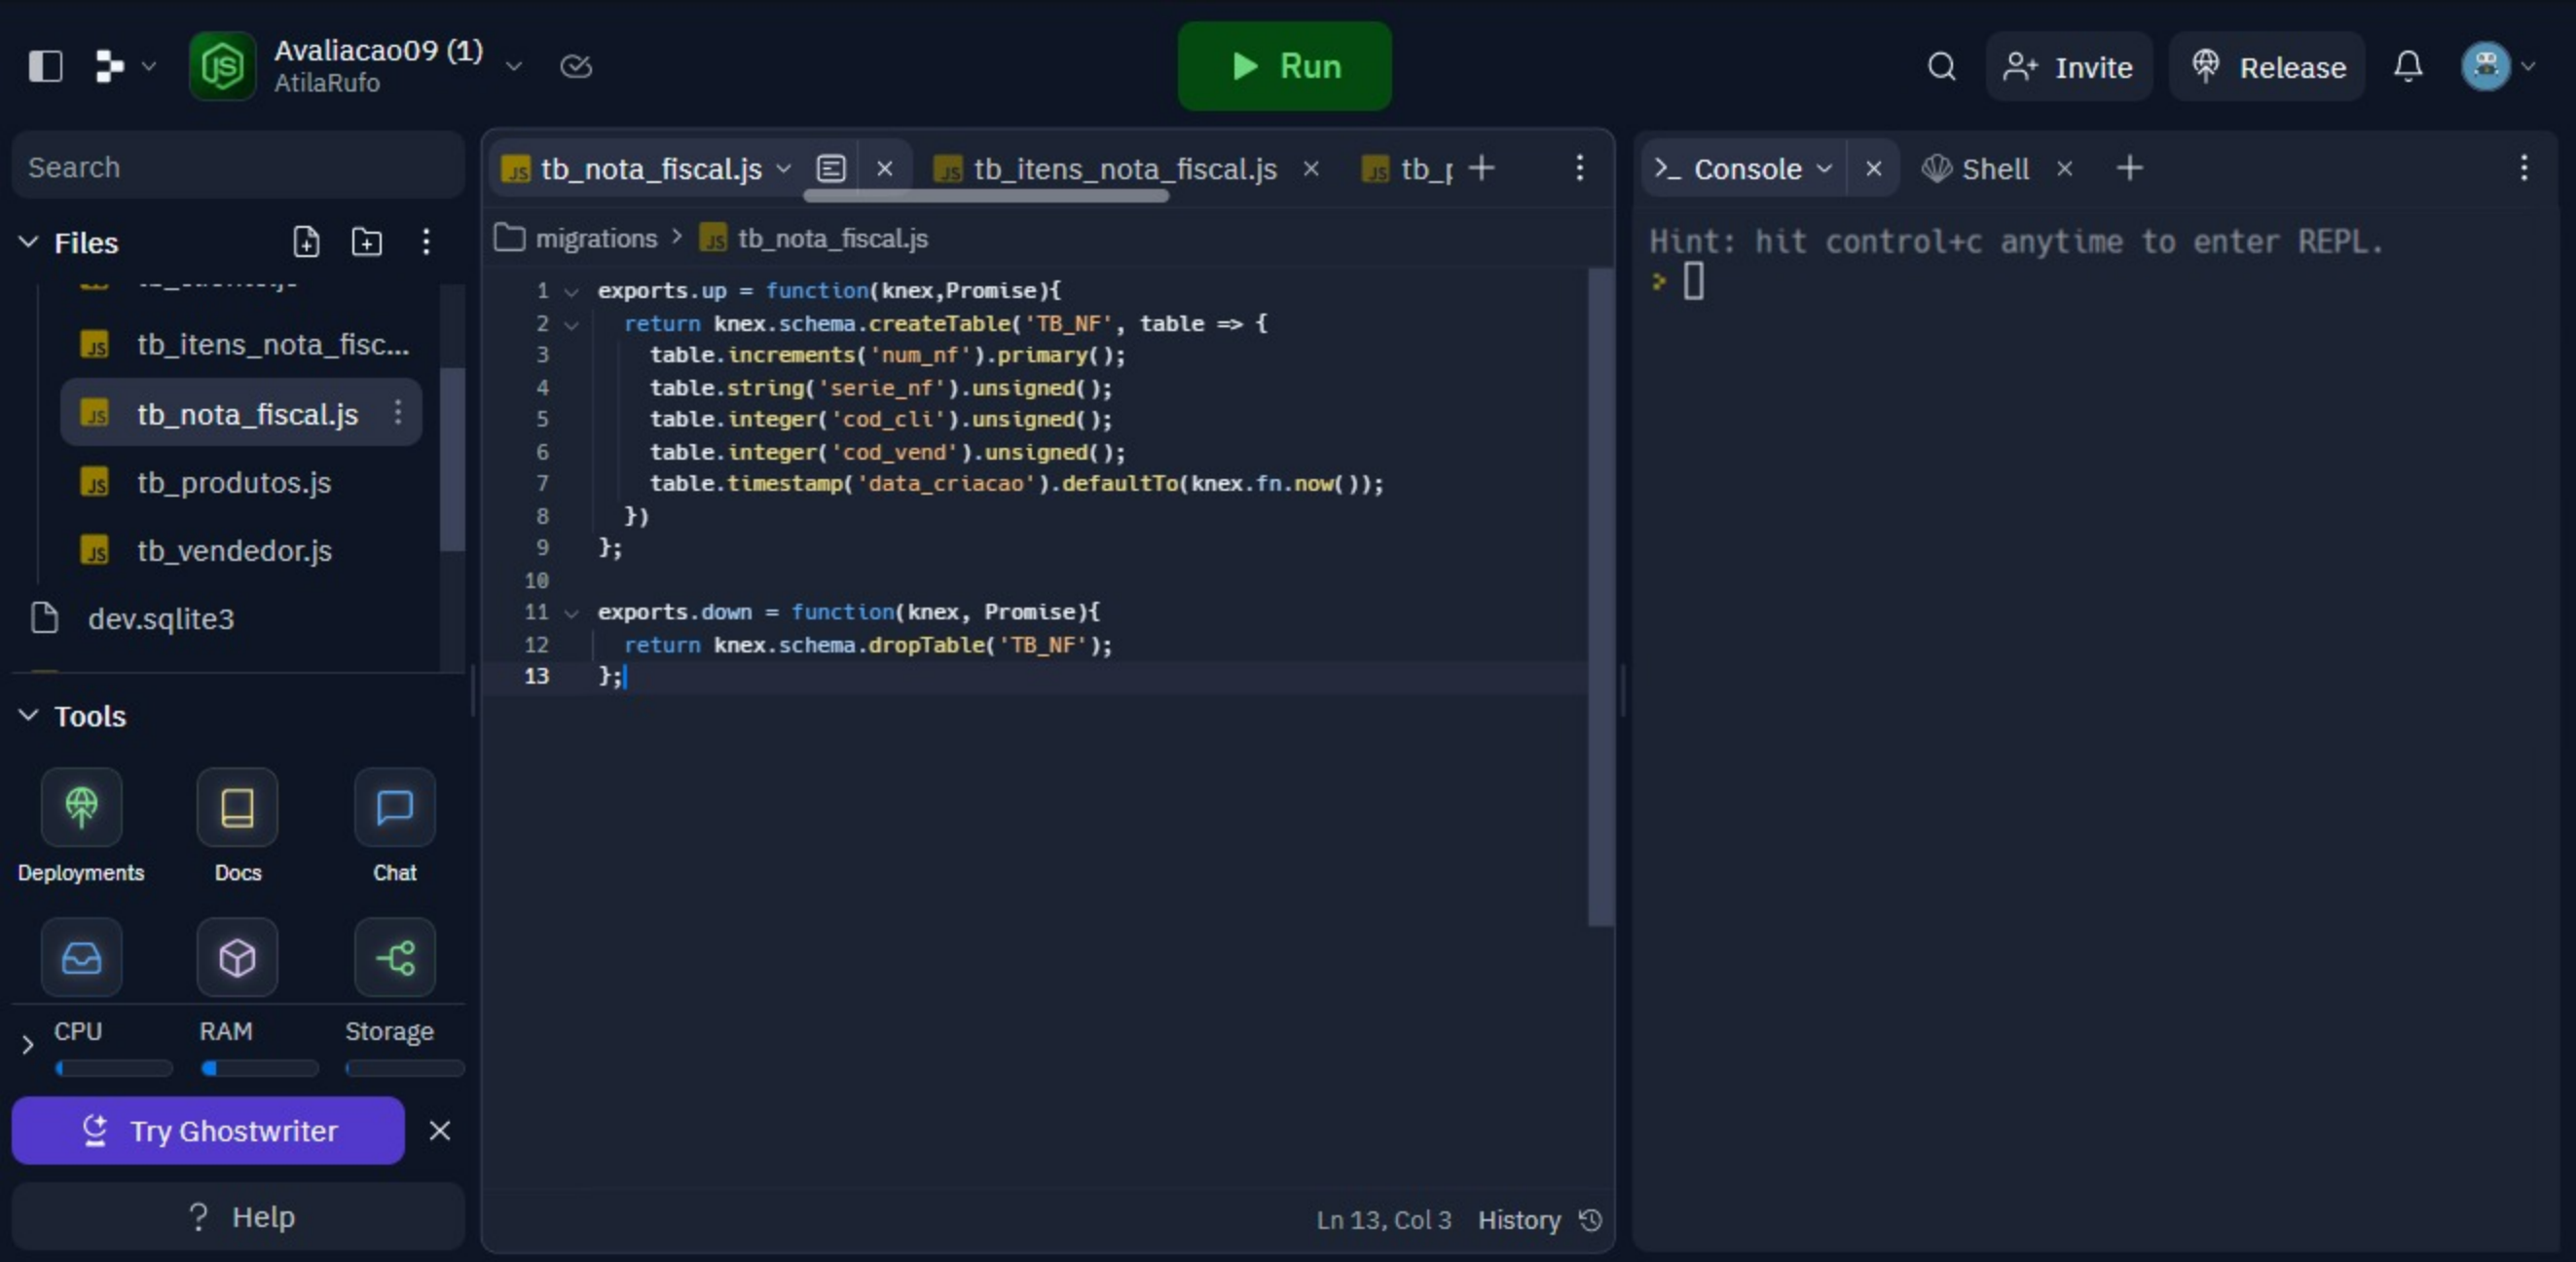 Avaliacao09 (1)
AtilaRufo
Run
Invite
Release
Search
Files
tb_itens_nota_fisc...
tb_nota_fiscal.js
tb_produtos.js
tb_vendedor.js
dev.sqlite3
Tools
Deployments
Docs
Chat
CPU
RAM
Storage
Try Ghostwriter
? Help
tb_nota_fiscal.js
tb_itens_nota_fiscal.js
migrations > tb_nota_fiscal.js
1 exports.up = function(knex,Promise){
2 return knex.schema.createTable('TB_NF', table => {
3 table.increments('num_nf').primary();
4 table.string('serie_nf').unsigned();
5 table.integer('cod_cli').unsigned();
6 table.integer('cod_vend').unsigned();
7 table.timestamp('data_criacao').defaultTo(knex.fn.now());
8 })
9 };
10
11 exports.down = function(knex, Promise){
12 return knex.schema.dropTable('TB_NF');
13 };
Ln 13, Col 3 History
>_ Console
Shell
Hint: hit control+c anytime to enter REPL.
>